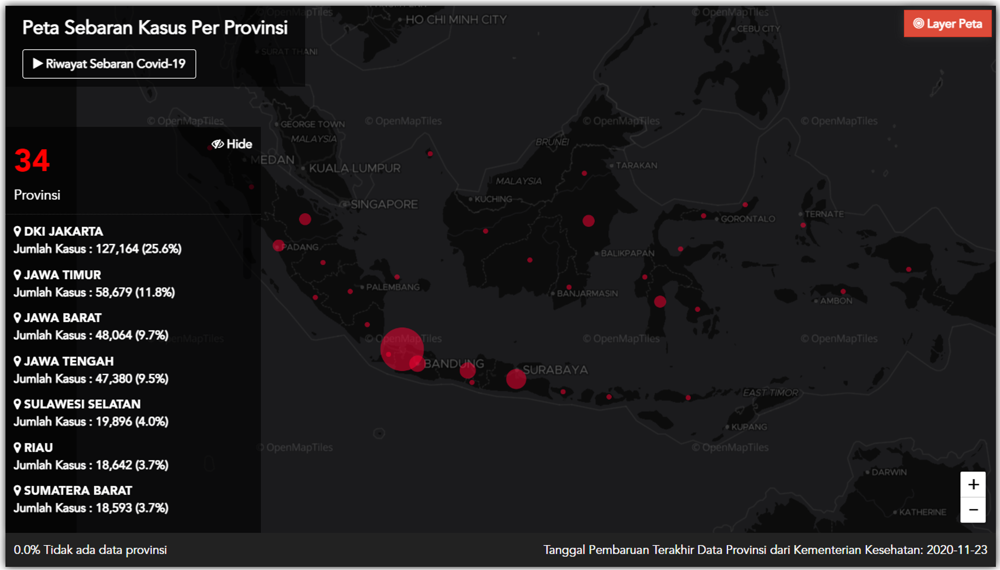 Peta Sebaran Kasus Per Provinsi
Riwayat Sebaran Covid-19
Layer Peta
Hide
34
Provinsi
DKI JAKARTA
Jumlah Kasus : 127,164 (25.6%)
JAWA TIMUR
Jumlah Kasus : 58,679 (11.8%)
JAWA BARAT
Jumlah Kasus : 48,064 (9.7%)
JAWA TENGAH
Jumlah Kasus : 47,380 (9.5%)
SULAWESI SELATAN
Jumlah Kasus : 19,896 (4.0%)
RIAU
Jumlah Kasus : 18,642 (3.7%)
SUMATERA BARAT
Jumlah Kasus : 18,593 (3.7%)
© OpenMapTiles
© OpenMapTiles
HO CHI MINH CITY
CEBU CITY
SURAT THANI
© OpenMapTiles
© OpenMapTiles
© OpenMapTiles
© OpenMapTiles
GEORGE TOWN
MALAYSIA
BRUNEI
MEDAN
KUALA LUMPUR
TARAKAN
MALAYSIA
KUCHING
SINGAPORE
TERNATE
GORONTALO
PADANG
BALIKPAPAN
PALEMBANG
BANJARMASIN
AMBON
OpenMapTiles
© OpenMapTiles
© OpenMapTiles
© OpenMapTiles
BANDUNG
SURABAYA
EAST TIMOR
KUPANG
© OpenMapTiles
© OpenMapTiles
DARWIN
KATHERINE
+
−
0.0% Tidak ada data provinsi
Tanggal Pembaruan Terakhir Data Provinsi dari Kementerian Kesehatan: 2020-11-23